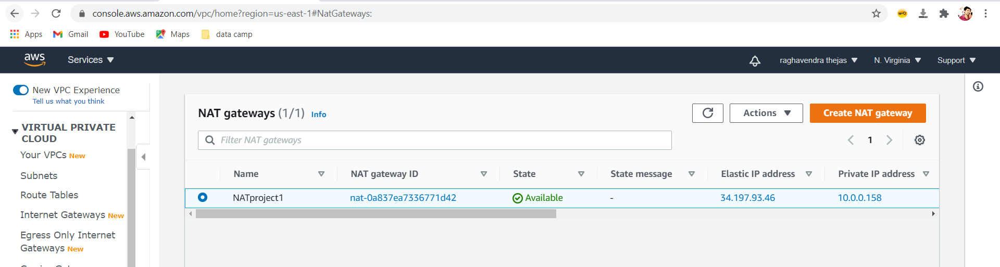 console.aws.amazon.com/vpc/home?region=us-east-1#NatGateways:
Apps Gmail YouTube Maps data camp
aws Services raghavendra thejas N. Virginia Support
New VPC Experience
Tell us what you think
VIRTUAL PRIVATE
CLOUD
Your VPCs New
Subnets
Route Tables
Internet Gateways New
Egress Only Internet
Gateways New
NAT gateways (1/1) Info
Actions
Create NAT gateway
Filter NAT gateways
1
Name NAT gateway ID State State message Elastic IP address Private IP address
NATproject1 nat-0a837ea7336771d42 Available - 34.197.93.46 10.0.0.158